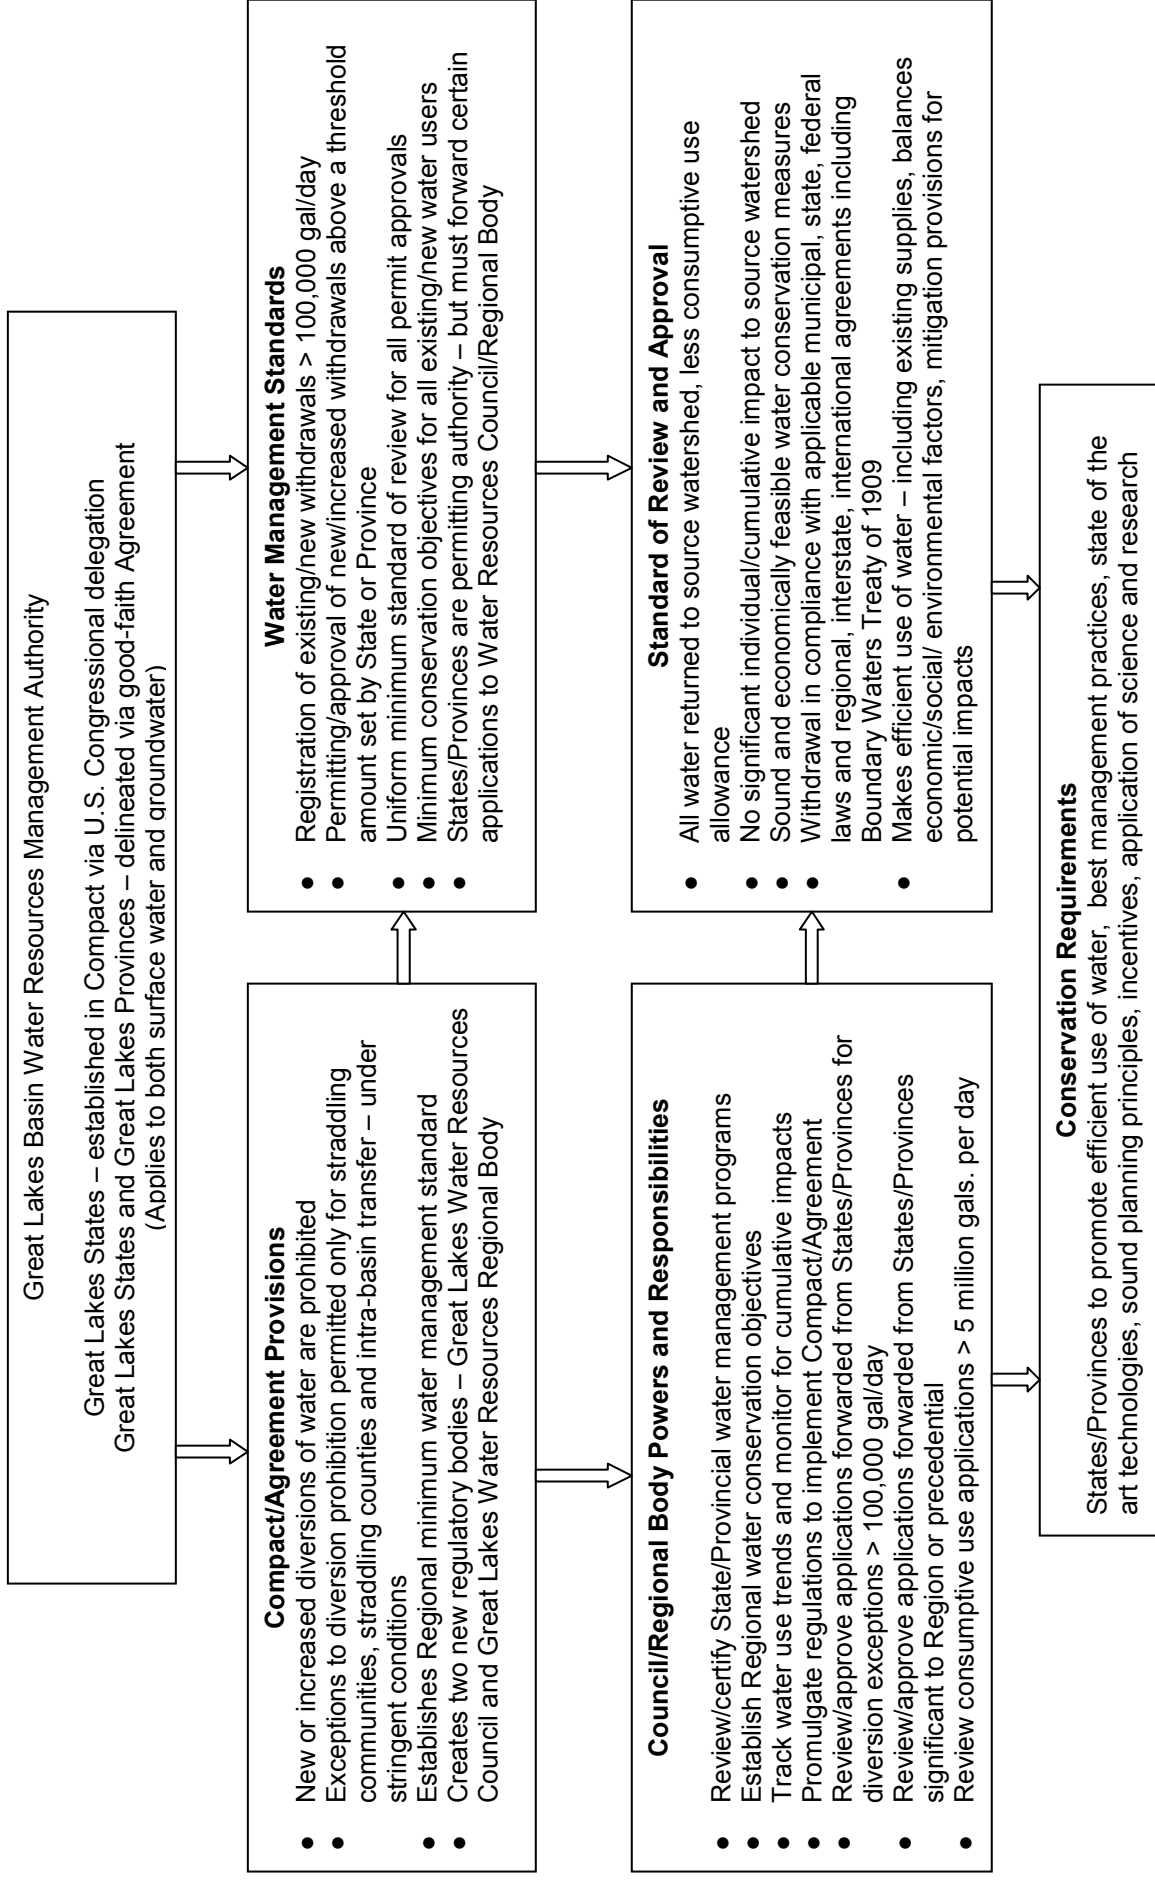 Great Lakes Basin Water Resources Management Authority
Great Lakes States – established in Compact via U.S. Congressional delegation
Great Lakes States and Great Lakes Provinces – delineated via good-faith Agreement
(Applies to both surface water and groundwater)
Compact/Agreement Provisions
● New or increased diversions of water are prohibited
● Exceptions to diversion prohibition permitted only for straddling
communities, straddling counties and intra-basin transfer – under
stringent conditions
● Establishes Regional minimum water management standard
● Creates two new regulatory bodies – Great Lakes Water Resources
Council and Great Lakes Water Resources Regional Body
Water Management Standards
● Registration of existing/new withdrawals > 100,000 gal/day
● Permitting/approval of new/increased withdrawals above a threshold
amount set by State or Province
● Uniform minimum standard of review for all permit approvals
● Minimum conservation objectives for all existing/new water users
● States/Provinces are permitting authority – but must forward certain
applications to Water Resources Council/Regional Body
Council/Regional Body Powers and Responsibilities
● Review/certify State/Provincial water management programs
● Establish Regional water conservation objectives
● Track water use trends and monitor for cumulative impacts
● Promulgate regulations to implement Compact/Agreement
● Review/approve applications forwarded from States/Provinces for
diversion exceptions > 100,000 gal/day
● Review/approve applications forwarded from States/Provinces
significant to Region or precedential
● Review consumptive use applications > 5 million gals. per day
Standard of Review and Approval
● All water returned to source watershed, less consumptive use
allowance
● No significant individual/cumulative impact to source watershed
● Sound and economically feasible water conservation measures
● Withdrawal in compliance with applicable municipal, state, federal
laws and regional, interstate, international agreements including
Boundary Waters Treaty of 1909
● Makes efficient use of water – including existing supplies, balances
economic/social/ environmental factors, mitigation provisions for
potential impacts
Conservation Requirements
States/Provinces to promote efficient use of water, best management practices, state of the
art technologies, sound planning principles, incentives, application of science and research